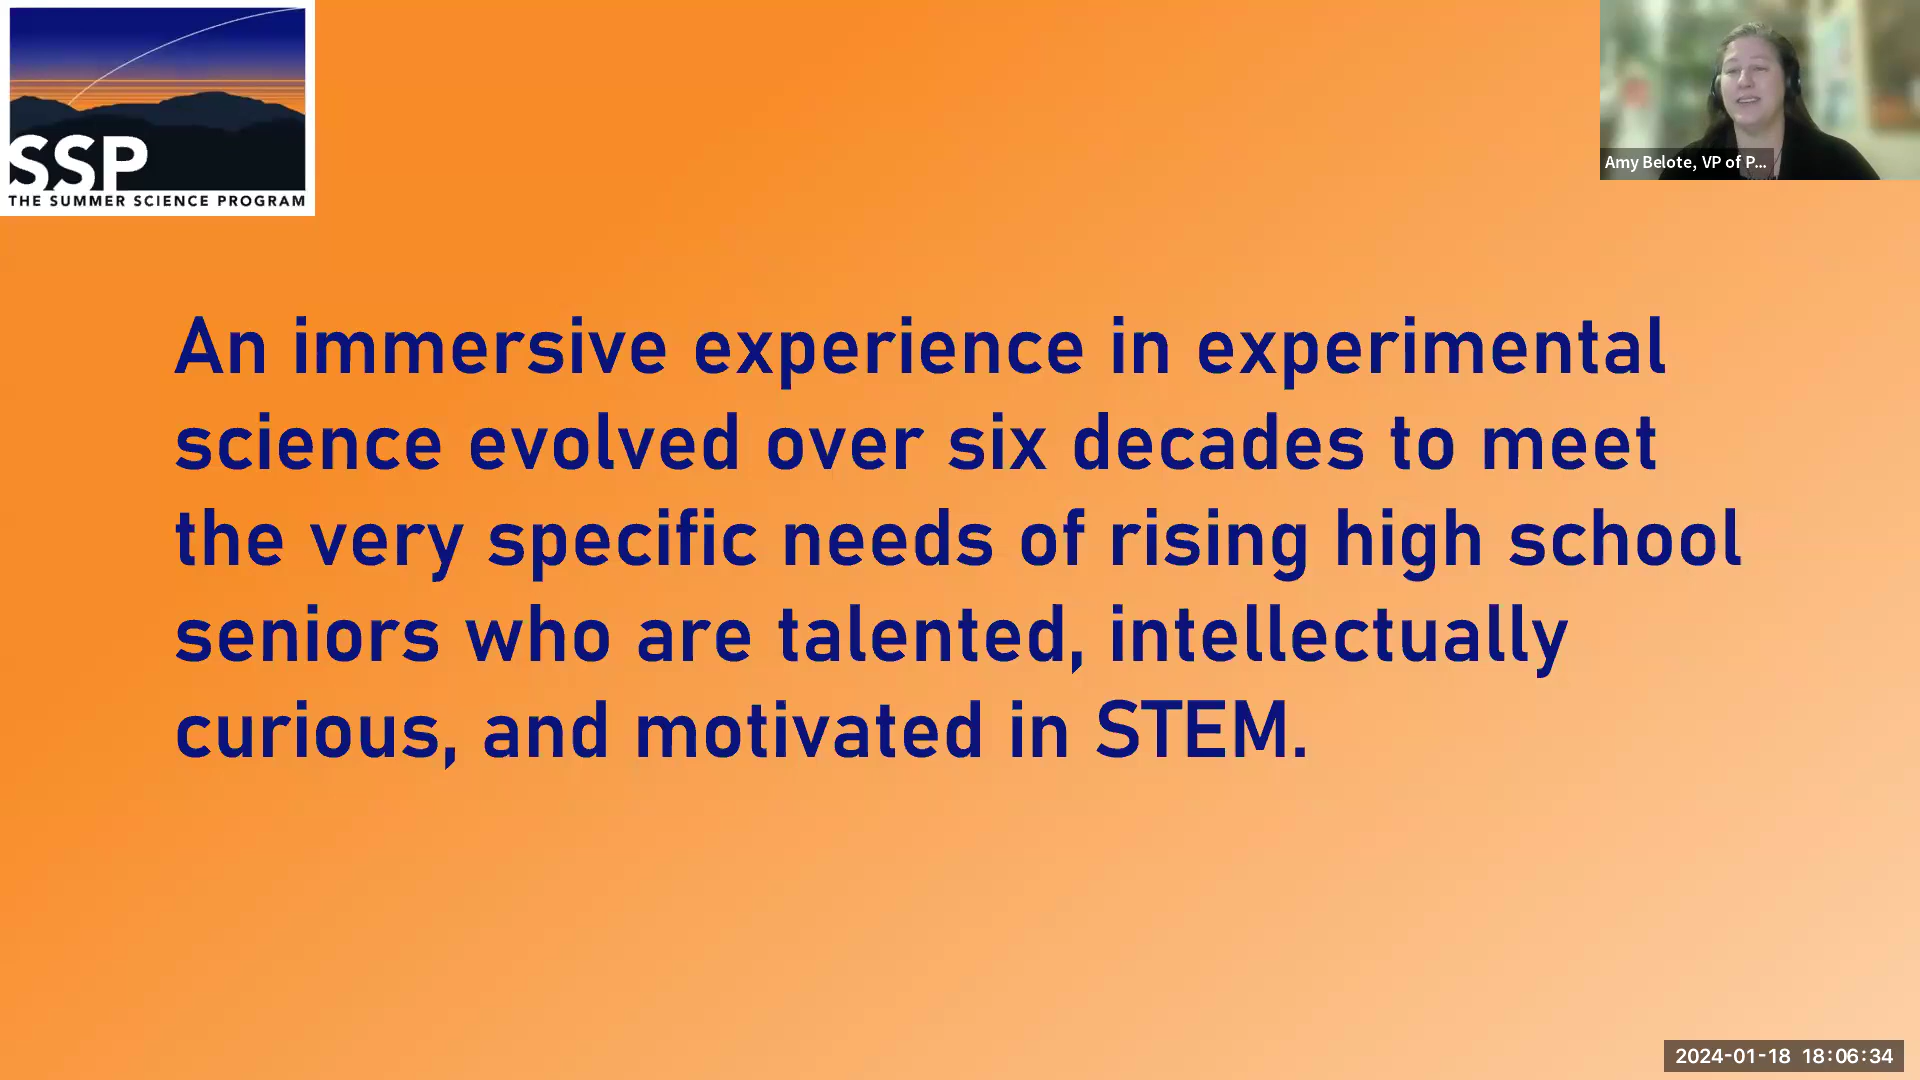 SSP
THE SUMMER SCIENCE PROGRAM
Amy Belote, VP of P...
An immersive experience in experimental
science evolved over six decades to meet
the very specific needs of rising high school
seniors who are talented, intellectually
curious, and motivated in STEM.
2024-01-18 18:06:34